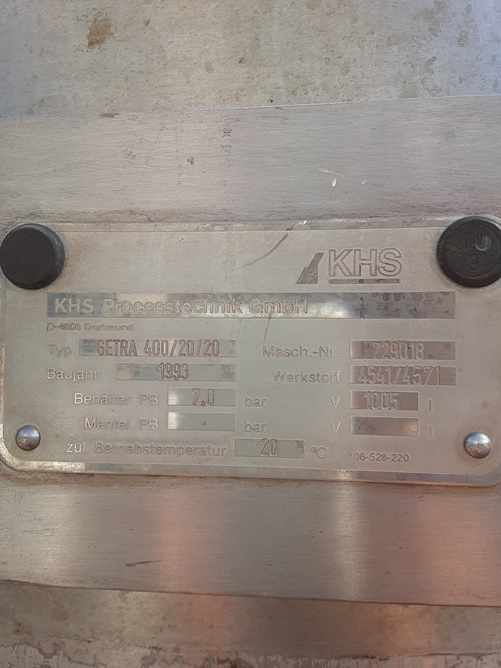 KHS
KHS Processtechnik GmbH
D-4600 Dortmund
Typ GETRA 400/20/20 Masch.-Nr. 729018
Baujahr 1993 Werkstoff 4541/4571
Behälter PB 7,0 bar V 1005 l
Mantel PB bar V l
zul. Betriebstemperatur 20 °C 06-528-220